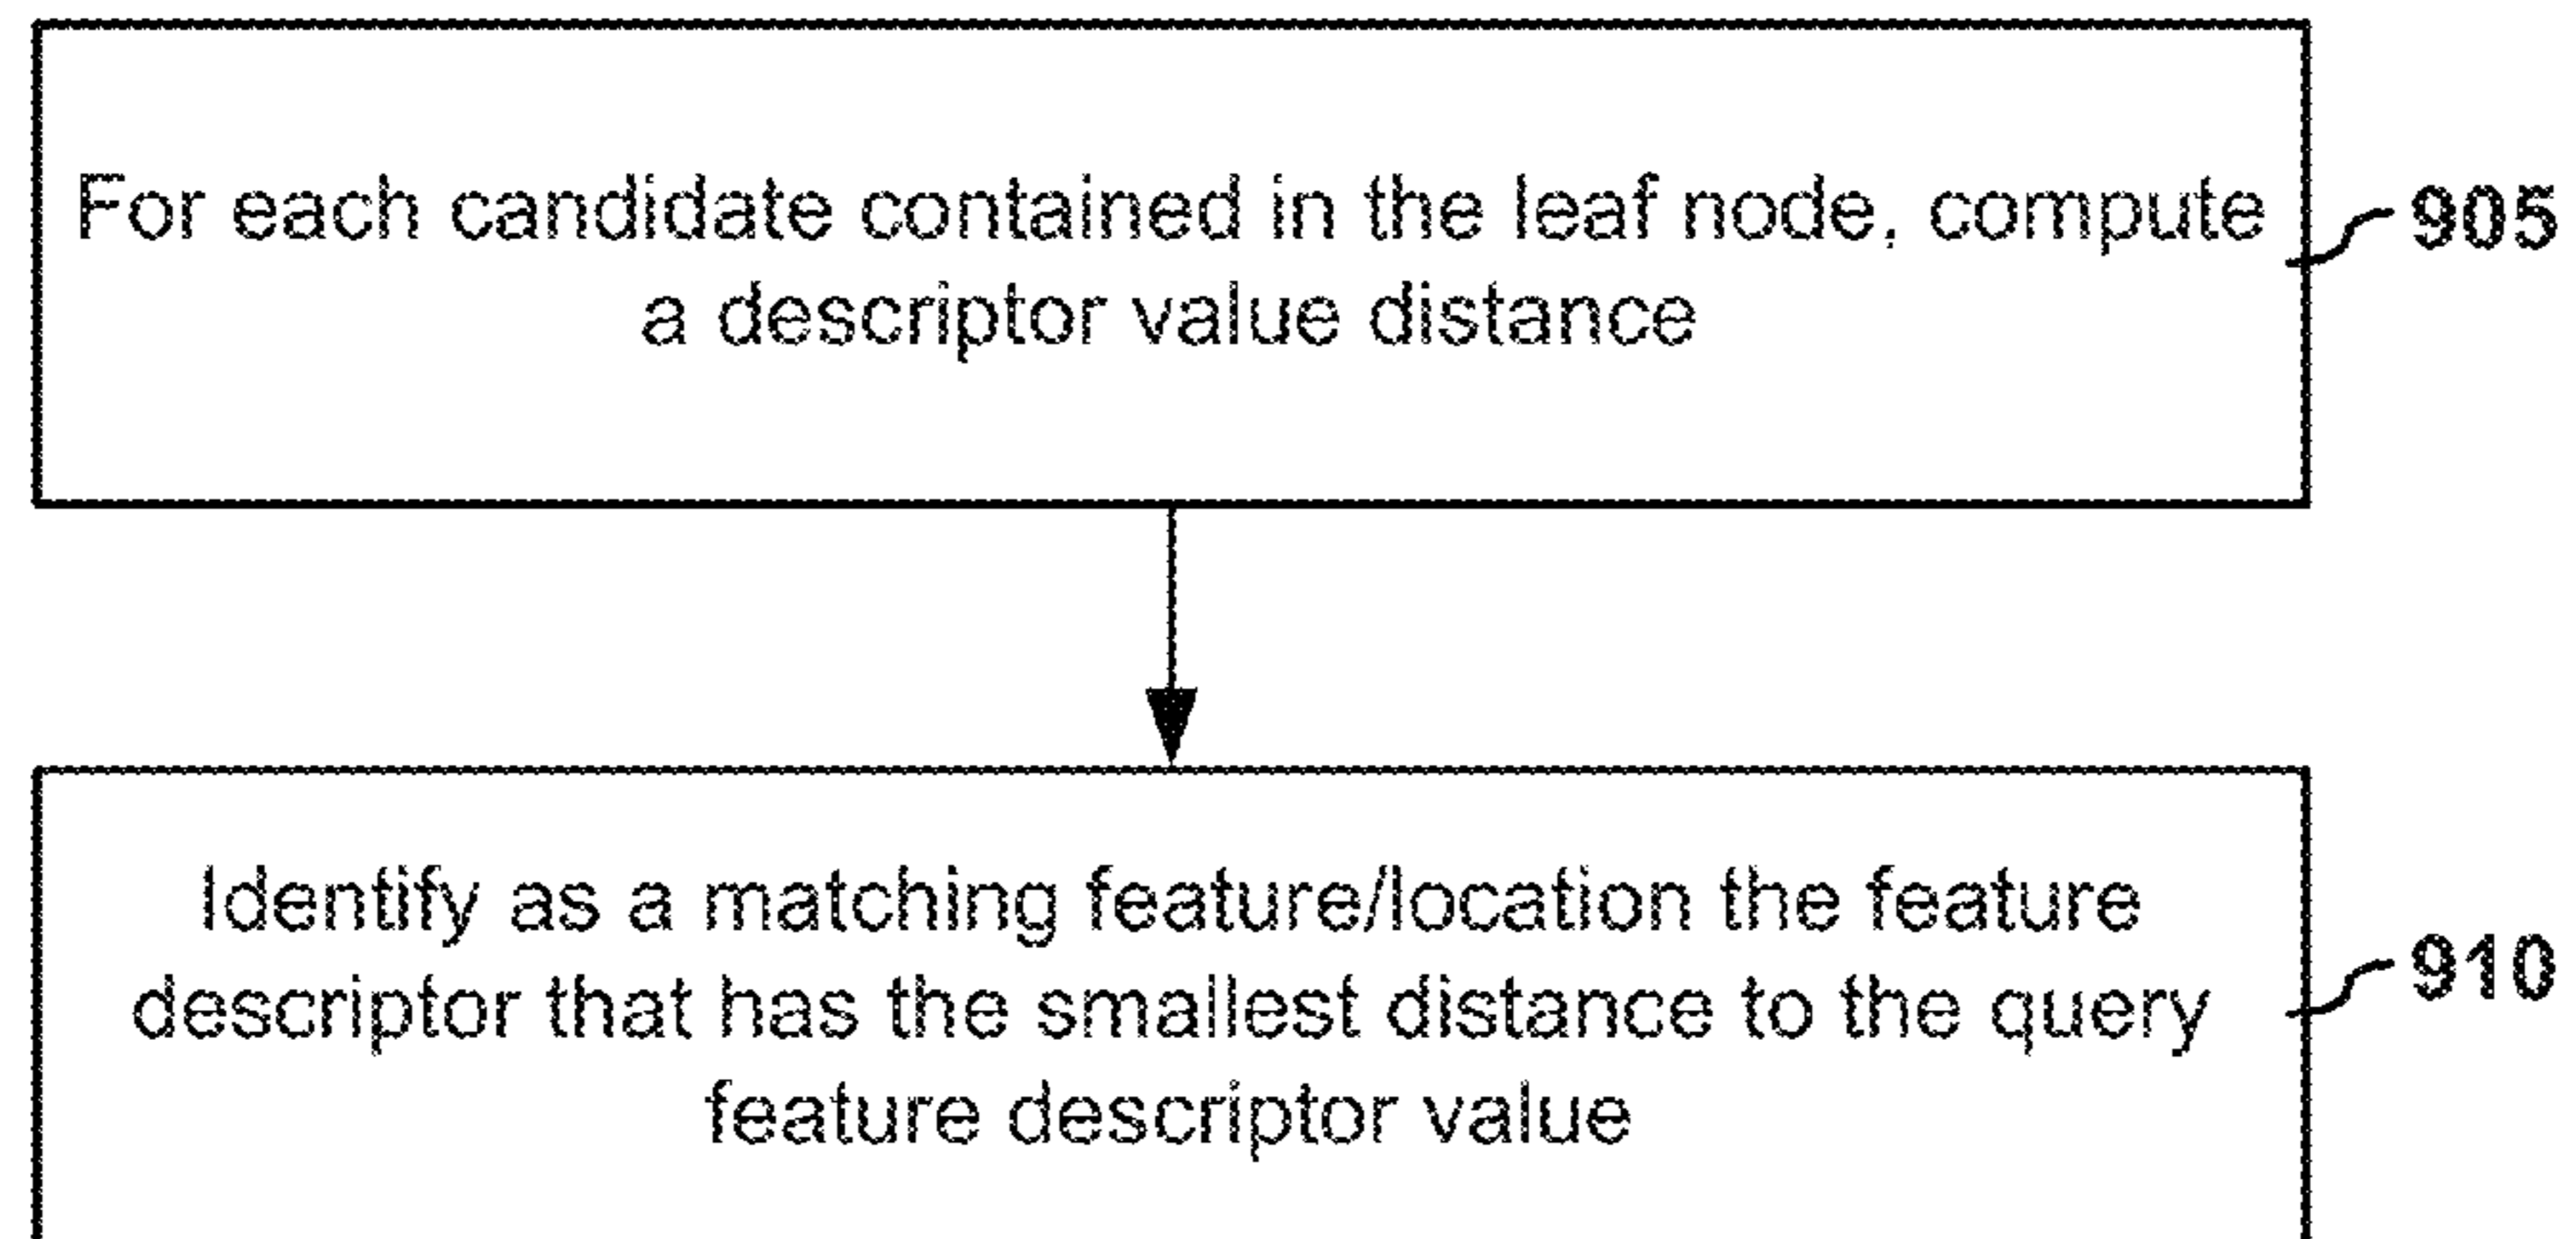 For each candidate contained in the leaf node, compute
a descriptor value distance
905
Identify as a matching feature/location the feature
descriptor that has the smallest distance to the query
feature descriptor value
910